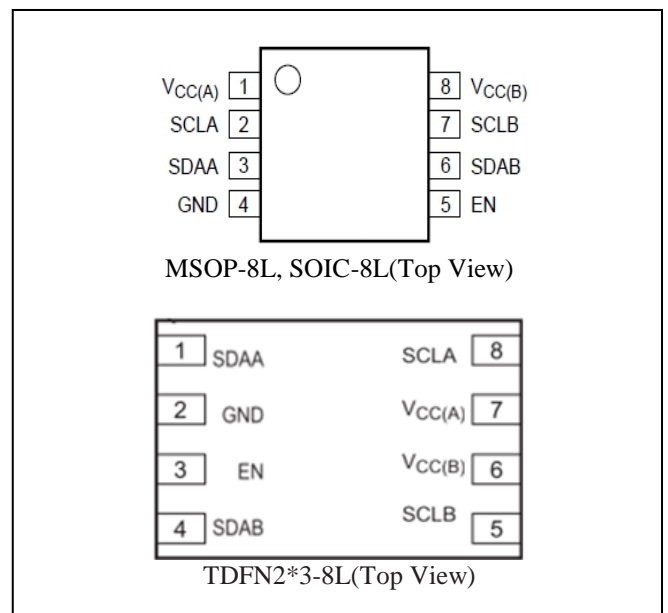 VCC(A) 1 8 VCC(B)
SCLA 2 7 SCLB
SDAA 3 6 SDAB
GND 4 5 EN
MSOP-8L, SOIC-8L(Top View)
1 SDAA SCLA 8
2 GND VCC(A) 7
3 EN VCC(B) 6
4 SDAB SCLB 5
TDFN2*3-8L(Top View)